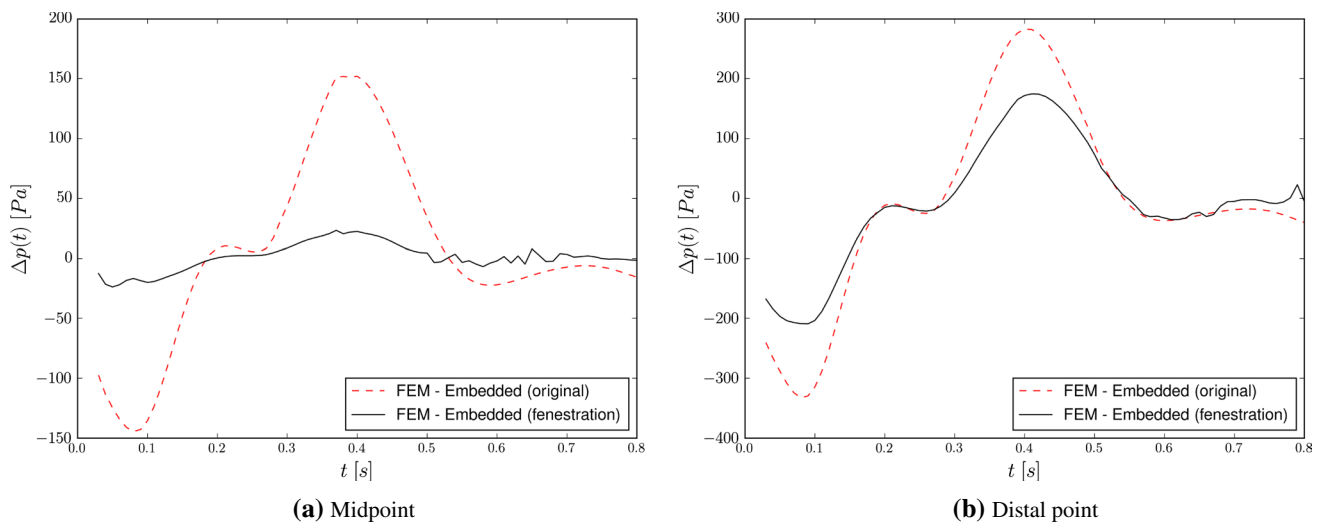 200
150
100
50
0
−50
−100
−150
0.0 0.1 0.2 0.3 0.4 0.5 0.6 0.7 0.8
Δp(t) [Pa]
t [s]
FEM - Embedded (original)
FEM - Embedded (fenestration)
(a) Midpoint
300
200
100
0
−100
−200
−300
−400
0.0 0.1 0.2 0.3 0.4 0.5 0.6 0.7 0.8
Δp(t) [Pa]
t [s]
FEM - Embedded (original)
FEM - Embedded (fenestration)
(b) Distal point